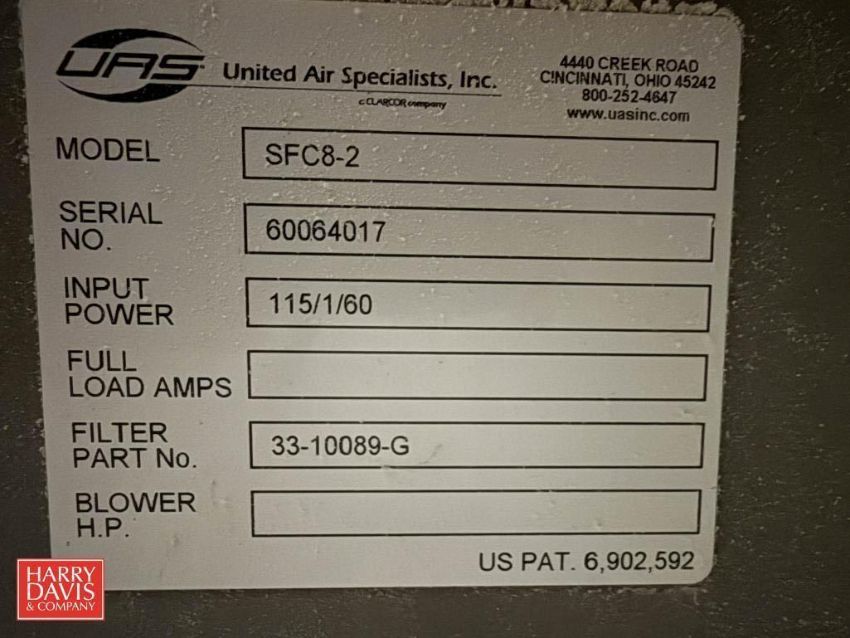 UAS
United Air Specialists, Inc.
a CLARCOR company
4440 CREEK ROAD
CINCINNATI, OHIO 45242
800-252-4647
www.uasinc.com
MODEL
SFC8-2
SERIAL
NO.
60064017
INPUT
POWER
115/1/60
FULL
LOAD AMPS
FILTER
PART No.
33-10089-G
BLOWER
H.P.
US PAT. 6,902,592
HARRY
DAVIS
& COMPANY